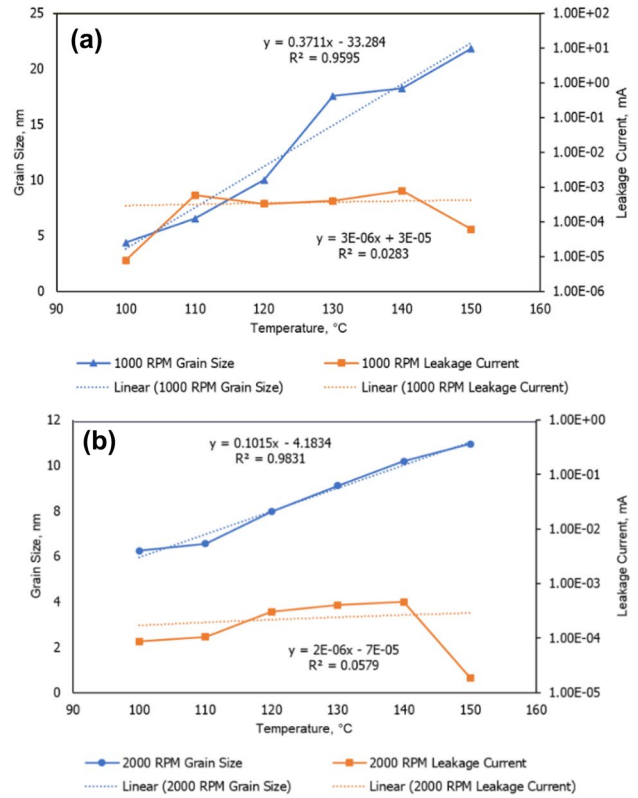 (a)
y = 0.3711x - 33.284
R² = 0.9595
y = 3E-06x + 3E-05
R² = 0.0283
Grain Size, nm
25
20
15
10
5
0
Leakage Current, mA
1.00E+02
1.00E+01
1.00E+00
1.00E-01
1.00E-02
1.00E-03
1.00E-04
1.00E-05
1.00E-06
90 100 110 120 130 140 150 160
Temperature, °C
1000 RPM Grain Size 1000 RPM Leakage Current
Linear (1000 RPM Grain Size) Linear (1000 RPM Leakage Current)
(b)
y = 0.1015x - 4.1834
R² = 0.9831
y = 2E-06x - 7E-05
R² = 0.0579
Grain Size, nm
12
10
8
6
4
2
0
Leakage Current, mA
1.00E+00
1.00E-01
1.00E-02
1.00E-03
1.00E-04
1.00E-05
90 100 110 120 130 140 150 160
Temperature, °C
2000 RPM Grain Size 2000 RPM Leakage Current
Linear (2000 RPM Grain Size) Linear (2000 RPM Leakage Current)